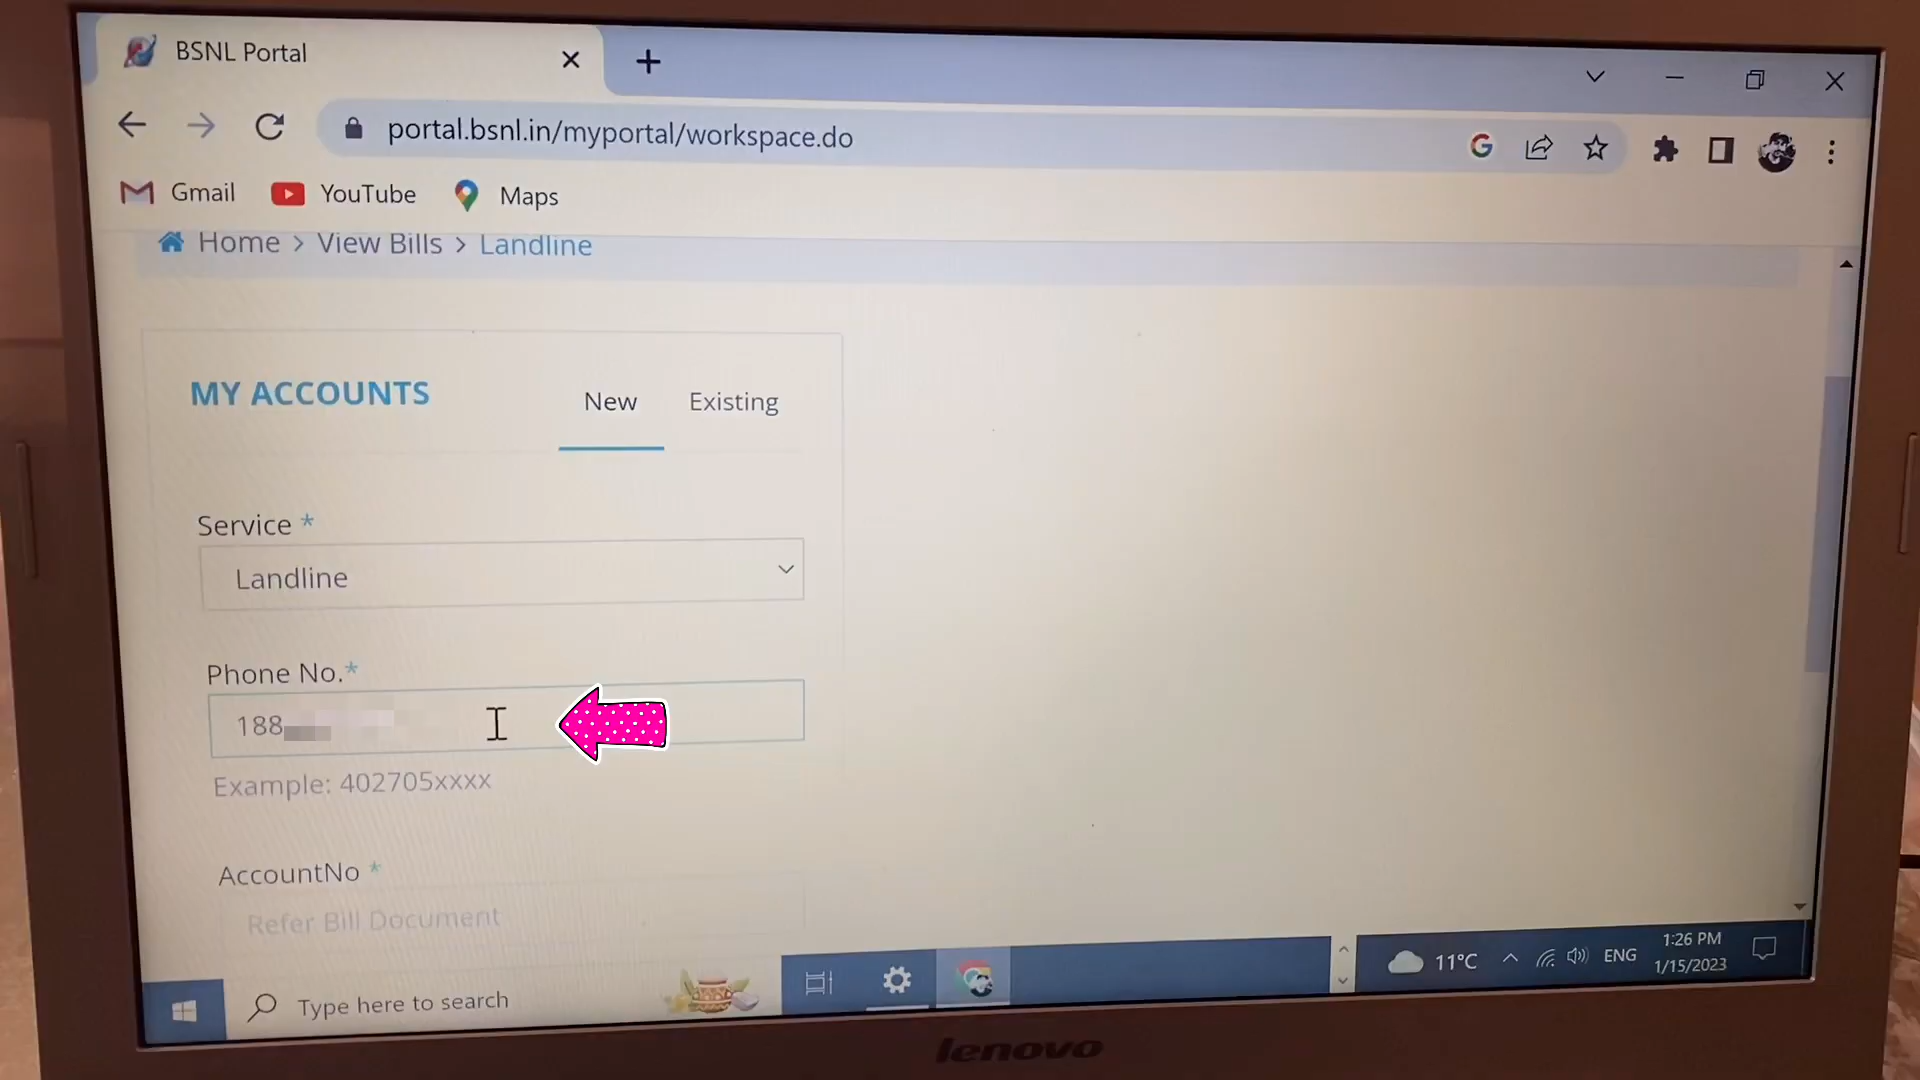 BSNL Portal
portal.bsnl.in/myportal/workspace.do
Gmail YouTube Maps
Home > View Bills > Landline
MY ACCOUNTS New Existing
Service *
Landline
Phone No.*
188
Example: 402705xxxx
AccountNo *
Refer Bill Document
Type here to search
11°C ENG 1:26 PM
1/15/2023
lenovo